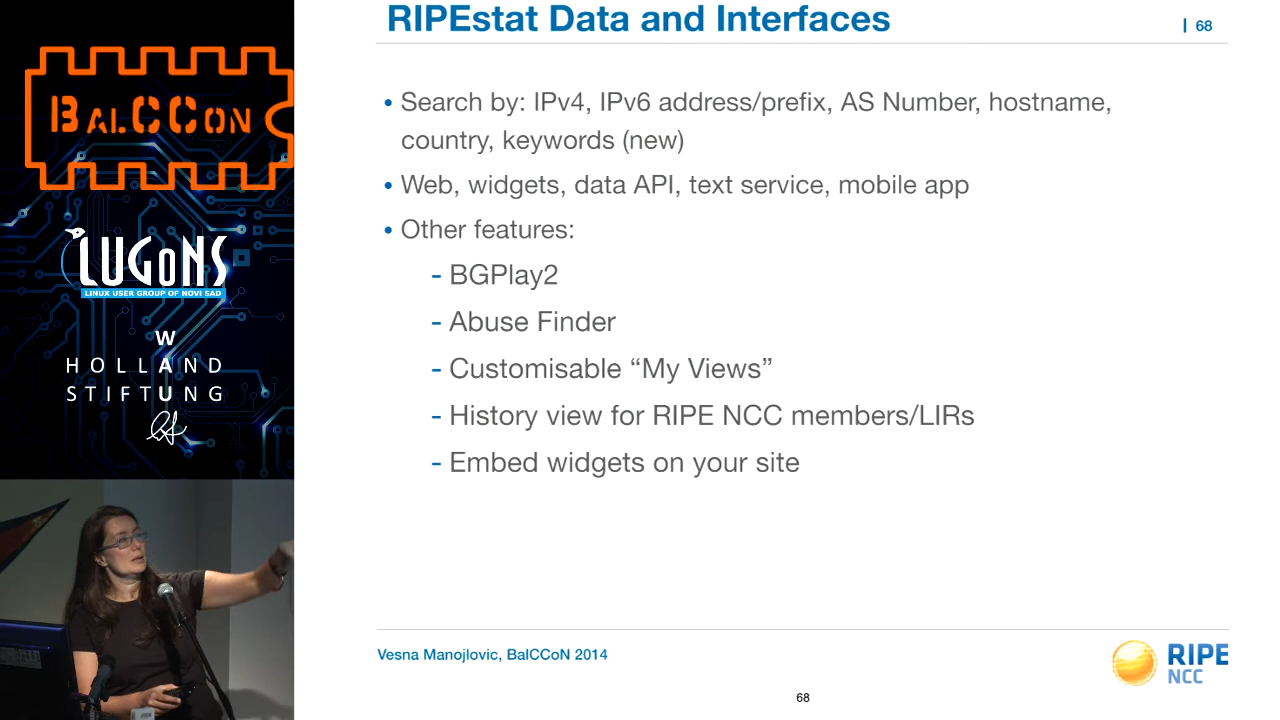 RIPEstat Data and Interfaces
| 68
BALCCON
LUGONS
LINUX USER GROUP OF NOVI SAD
W
HOLLAND
STIFTUNG
• Search by: IPv4, IPv6 address/prefix, AS Number, hostname,
country, keywords (new)
• Web, widgets, data API, text service, mobile app
• Other features:
- BGPlay2
- Abuse Finder
- Customisable “My Views”
- History view for RIPE NCC members/LIRs
- Embed widgets on your site
Vesna Manojlovic, BalCCoN 2014
RIPE
NCC
68